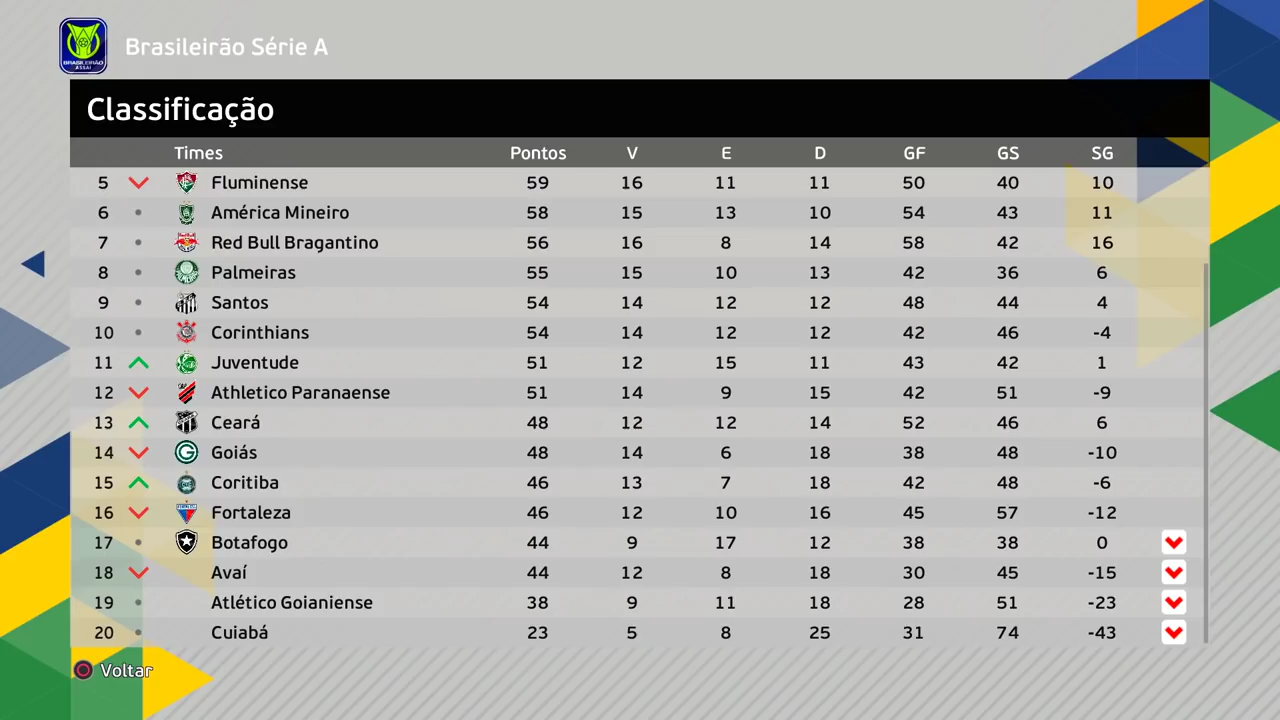 BRASILEIRÃO
ASSAÍ
Brasileirão Série A
Classificação
Times Pontos V E D GF GS SG
5 Fluminense 59 16 11 11 50 40 10
6 América Mineiro 58 15 13 10 54 43 11
7 Red Bull Bragantino 56 16 8 14 58 42 16
8 Palmeiras 55 15 10 13 42 36 6
9 Santos 54 14 12 12 48 44 4
10 Corinthians 54 14 12 12 42 46 -4
11 Juventude 51 12 15 11 43 42 1
12 Athletico Paranaense 51 14 9 15 42 51 -9
13 Ceará 48 12 12 14 52 46 6
14 Goiás 48 14 6 18 38 48 -10
15 Coritiba 46 13 7 18 42 48 -6
16 Fortaleza 46 12 10 16 45 57 -12
17 Botafogo 44 9 17 12 38 38 0
18 Avaí 44 12 8 18 30 45 -15
19 Atlético Goianiense 38 9 11 18 28 51 -23
20 Cuiabá 23 5 8 25 31 74 -43
Voltar